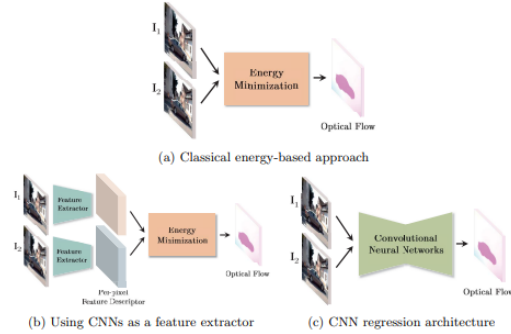 I1
I2
Energy
Minimization
Optical Flow
(a) Classical energy-based approach
I1
Feature
Extractor
I2
Feature
Extractor
Per-pixel
Feature Descriptor
Energy
Minimization
Optical Flow
(b) Using CNNs as a feature extractor
I1
I2
Convolutional
Neural Networks
Optical Flow
(c) CNN regression architecture